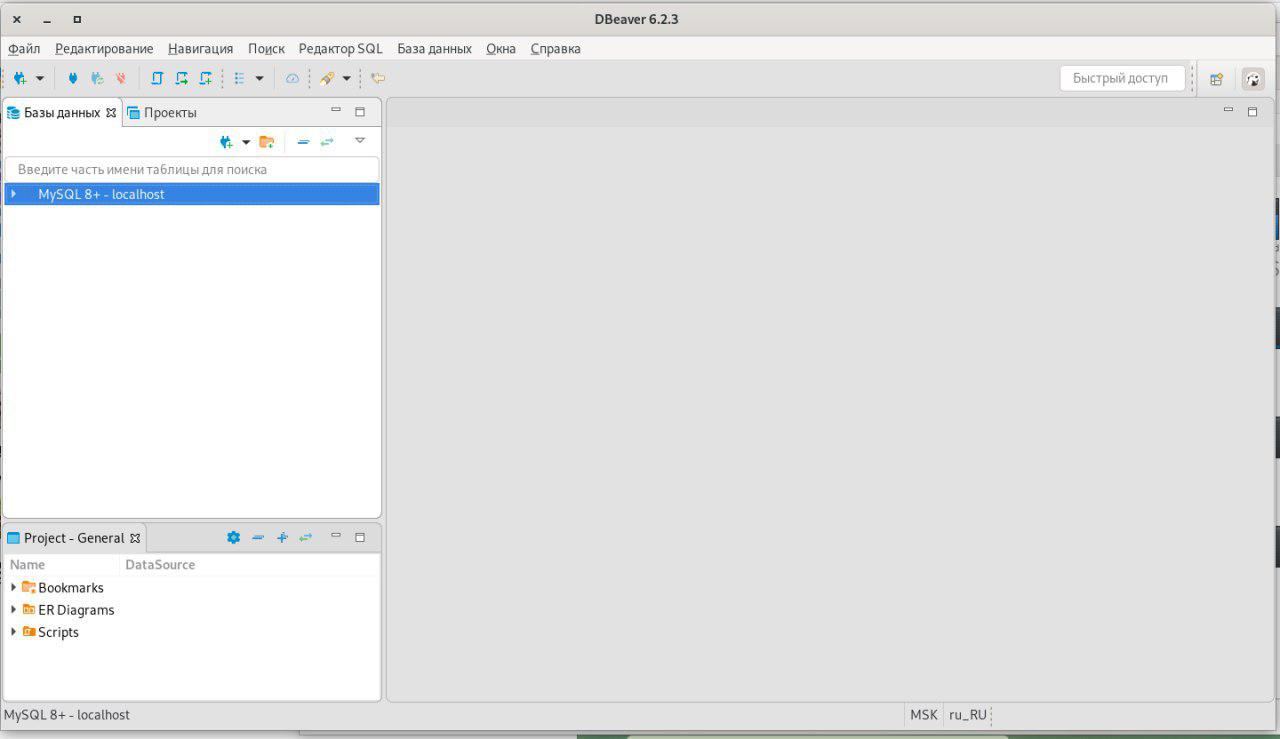 DBeaver 6.2.3
Файл Редактирование Навигация Поиск Редактор SQL База данных Окна Справка
Быстрый доступ
Базы данных Проекты
Введите часть имени таблицы для поиска
MySQL 8+ - localhost
Project - General
Name DataSource
Bookmarks
ER Diagrams
Scripts
MySQL 8+ - localhost MSK ru_RU